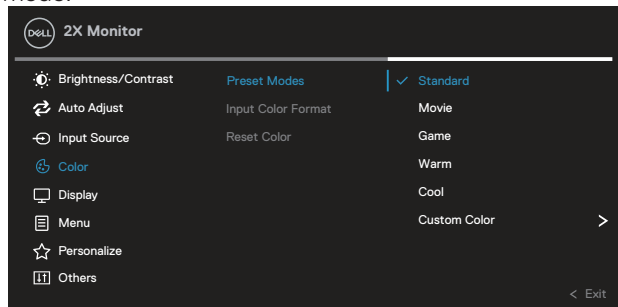 DELL 2X Monitor
Brightness/Contrast Preset Modes Standard
Auto Adjust Input Color Format Movie
Input Source Reset Color Game
Color Warm
Display Cool
Menu Custom Color >
Personalize
Others
< Exit